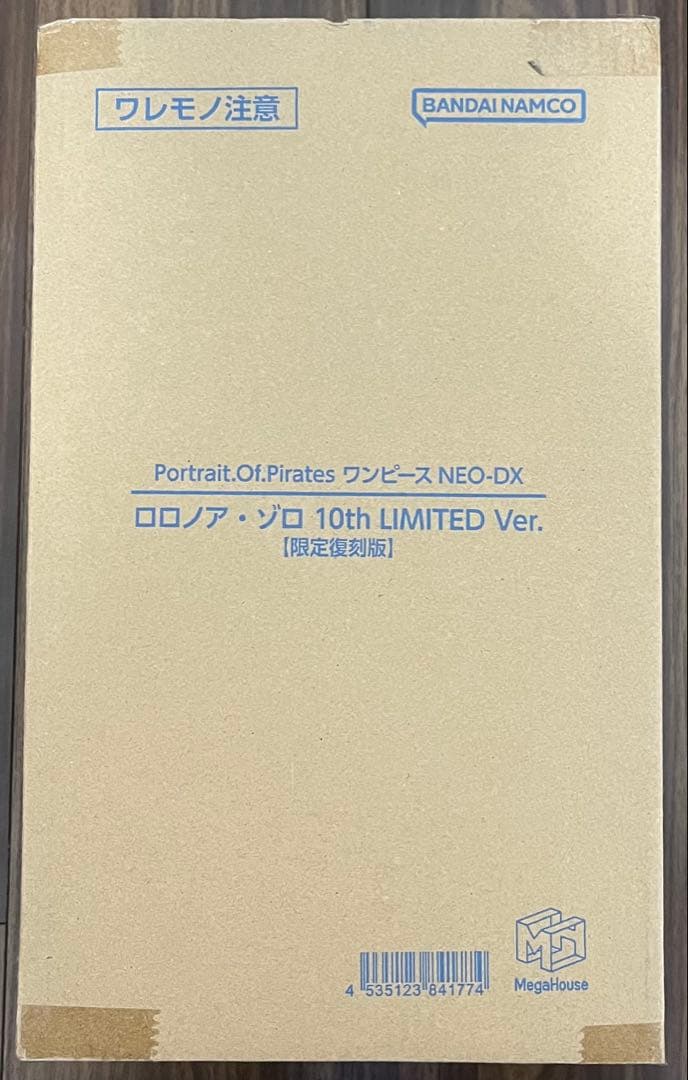 ワレモノ注意
BANDAI NAMCO
Portrait.Of.Pirates ワンピース NEO-DX
ロロノア・ゾロ 10th LIMITED Ver.
【限定復刻版】
MH
4 535123 841774
MegaHouse